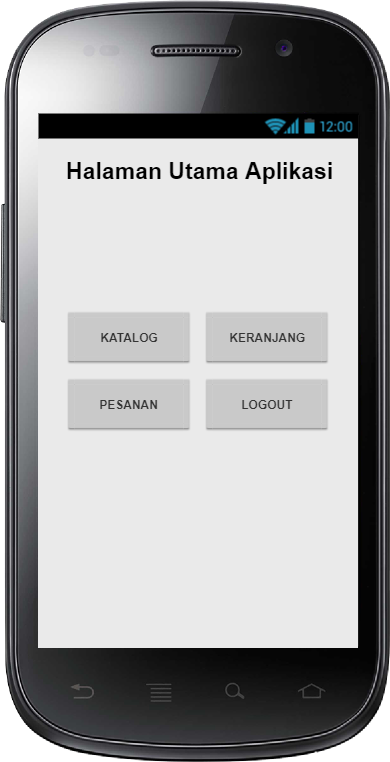 12:00
Halaman Utama Aplikasi
KATALOG KERANJANG
PESANAN LOGOUT